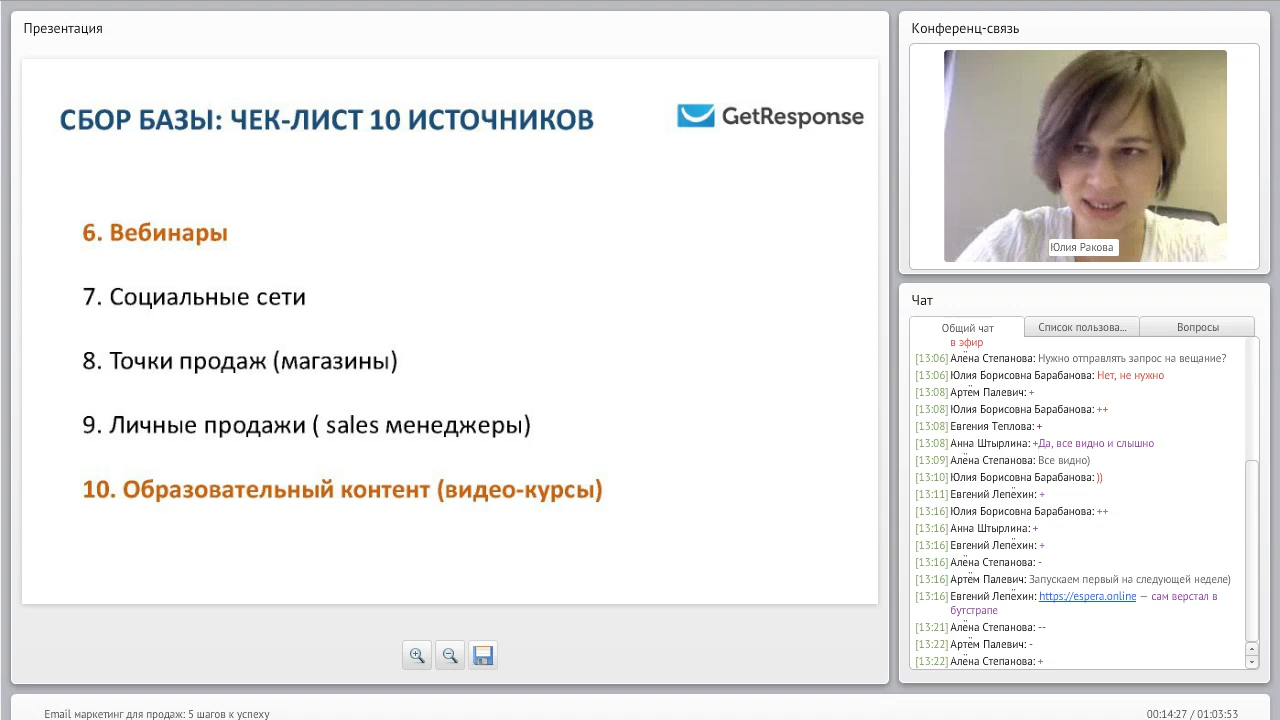 Презентация
СБОР БАЗЫ: ЧЕК-ЛИСТ 10 ИСТОЧНИКОВ
GetResponse
6. Вебинары
7. Социальные сети
8. Точки продаж (магазины)
9. Личные продажи ( sales менеджеры)
10. Образовательный контент (видео-курсы)
Конференц-связь
Юлия Ракова
Чат
Общий чат
Список пользова...
Вопросы
в эфир
[13:06] Алёна Степанова: Нужно отправлять запрос на вещание?
[13:06] Юлия Борисовна Барабанова: Нет, не нужно
[13:08] Артём Палевич: +
[13:08] Юлия Борисовна Барабанова: ++
[13:08] Евгения Теплова: +
[13:08] Анна Штырлина: +Да, все видно и слышно
[13:09] Алёна Степанова: Все видно)
[13:10] Юлия Борисовна Барабанова: ))
[13:11] Евгений Лепёхин: +
[13:16] Юлия Борисовна Барабанова: ++
[13:16] Анна Штырлина: +
[13:16] Евгений Лепёхин: +
[13:16] Алёна Степанова: -
[13:16] Артём Палевич: Запускаем первый на следующей неделе)
[13:16] Евгений Лепёхин: https://espera.online — сам верстал в
бутстрапе
[13:21] Алёна Степанова: --
[13:22] Артём Палевич: -
[13:22] Алёна Степанова: +
Email маркетинг для продаж: 5 шагов к успеху
00:14:27 / 01:03:53